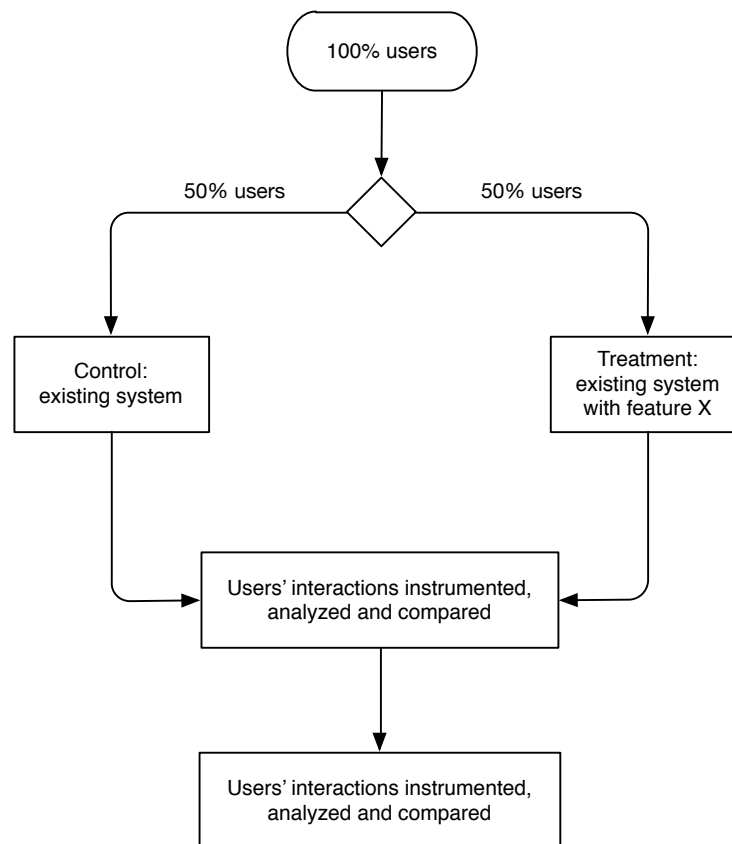 100% users
50% users
50% users
Control:
existing system
Treatment:
existing system
with feature X
Users’ interactions instrumented,
analyzed and compared
Users’ interactions instrumented,
analyzed and compared